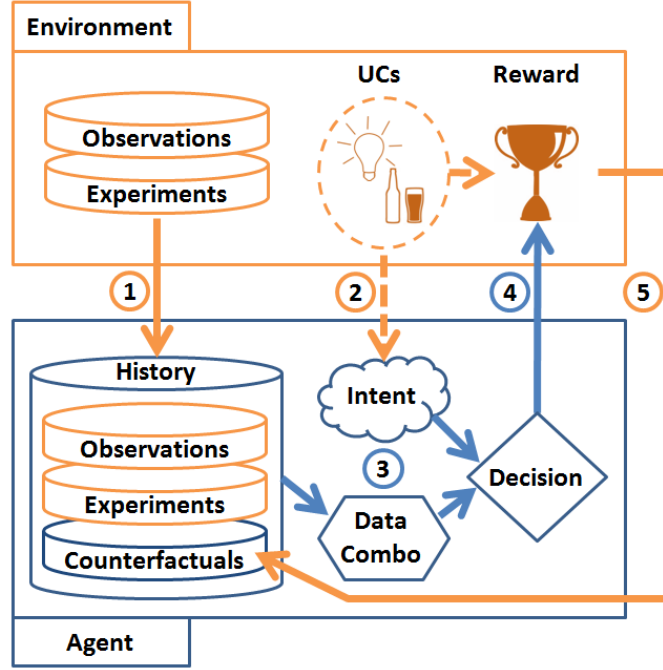 Environment
UCs
Reward
Observations
Experiments
1
2
4
5
History
Intent
Observations
3
Decision
Experiments
Data
Combo
Counterfactuals
Agent